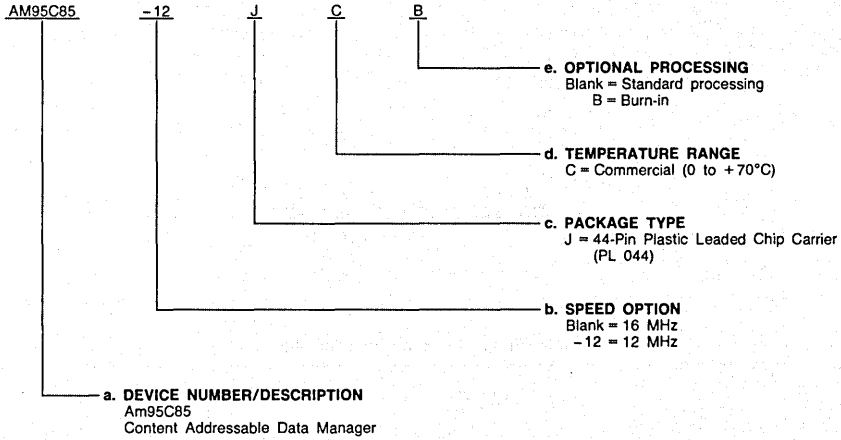 AM95C85 -12 J C B
e. OPTIONAL PROCESSING
Blank = Standard processing
B = Burn-in
d. TEMPERATURE RANGE
C = Commercial (0 to +70°C)
c. PACKAGE TYPE
J = 44-Pin Plastic Leaded Chip Carrier
(PL 044)
b. SPEED OPTION
Blank = 16 MHz
-12 = 12 MHz
a. DEVICE NUMBER/DESCRIPTION
Am95C85
Content Addressable Data Manager